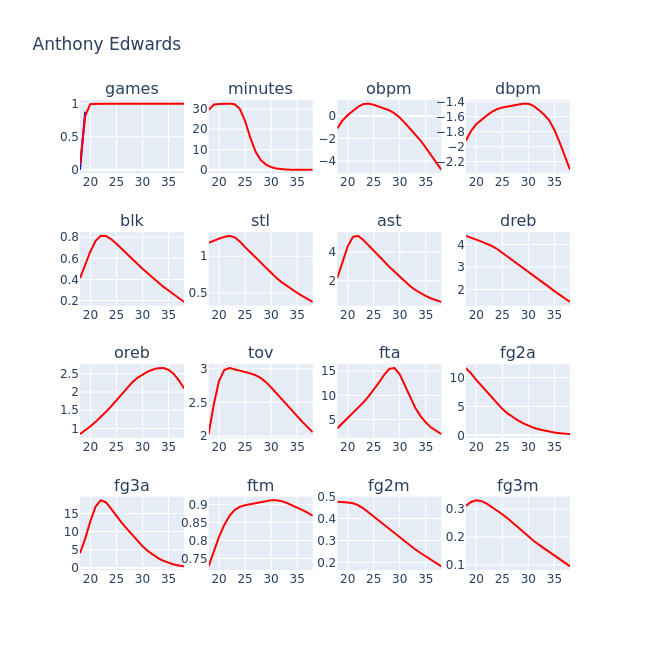 Anthony Edwards
games minutes obpm dbpm
1 0.5 0 30 20 10 0 0 −2 −4 −1.4 −1.6 −1.8 −2 −2.2
20 25 30 35 20 25 30 35 20 25 30 35 20 25 30 35
blk stl ast dreb
0.8 0.6 0.4 0.2 1 0.5 4 2 4 3 2
20 25 30 35 20 25 30 35 20 25 30 35 20 25 30 35
oreb tov fta fg2a
2.5 2 1.5 1 3 2.5 2 15 10 5 10 5 0
20 25 30 35 20 25 30 35 20 25 30 35 20 25 30 35
fg3a ftm fg2m fg3m
15 10 5 0 0.9 0.85 0.8 0.75 0.5 0.4 0.3 0.2 0.3 0.2 0.1
20 25 30 35 20 25 30 35 20 25 30 35 20 25 30 35